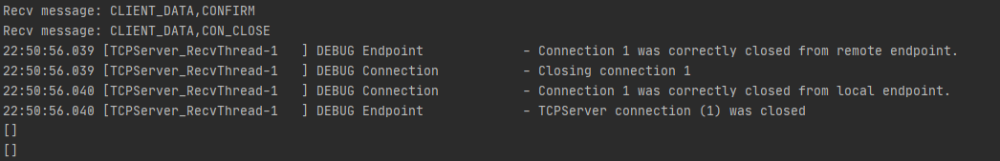 Recv message: CLIENT_DATA,CONFIRM
Recv message: CLIENT_DATA,CON_CLOSE
22:50:56.039 [TCPServer_RecvThread-1   ] DEBUG Endpoint             - Connection 1 was correctly closed from remote endpoint.
22:50:56.039 [TCPServer_RecvThread-1   ] DEBUG Connection           - Closing connection 1
22:50:56.040 [TCPServer_RecvThread-1   ] DEBUG Connection           - Connection 1 was correctly closed from local endpoint.
22:50:56.040 [TCPServer_RecvThread-1   ] DEBUG Endpoint             - TCPServer connection (1) was closed
[]
[]